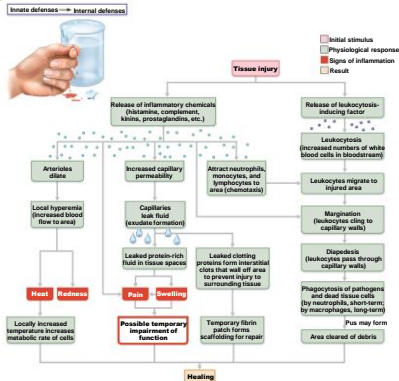 Innate defenses → Internal defenses
Initial stimulus
Physiological response
Signs of inflammation
Result
Tissue injury
Release of inflammatory chemicals
(histamine, complement,
kinins, prostaglandins, etc.)
Release of leukocytosis-
inducing factor
Leukocytosis
(increased numbers of white
blood cells in bloodstream)
Arterioles
dilate
Increased capillary
permeability
Attract neutrophils,
monocytes, and
lymphocytes to
area (chemotaxis)
Leukocytes migrate to
injured area
Local hyperemia
(increased blood
flow to area)
Capillaries
leak fluid
(exudate formation)
Margination
(leukocytes cling to
capillary walls)
Leaked protein-rich
fluid in tissue spaces
Leaked clotting
proteins form interstitial
clots that wall off area
to prevent injury to
surrounding tissue
Diapedesis
(leukocytes pass through
capillary walls)
Heat
Redness
Pain
Swelling
Phagocytosis of pathogens
and dead tissue cells
(by neutrophils, short-term;
by macrophages, long-term)
Locally increased
temperature increases
metabolic rate of cells
Possible temporary
impairment of
function
Temporary fibrin
patch forms
scaffolding for repair
Pus may form
Area cleared of debris
Healing